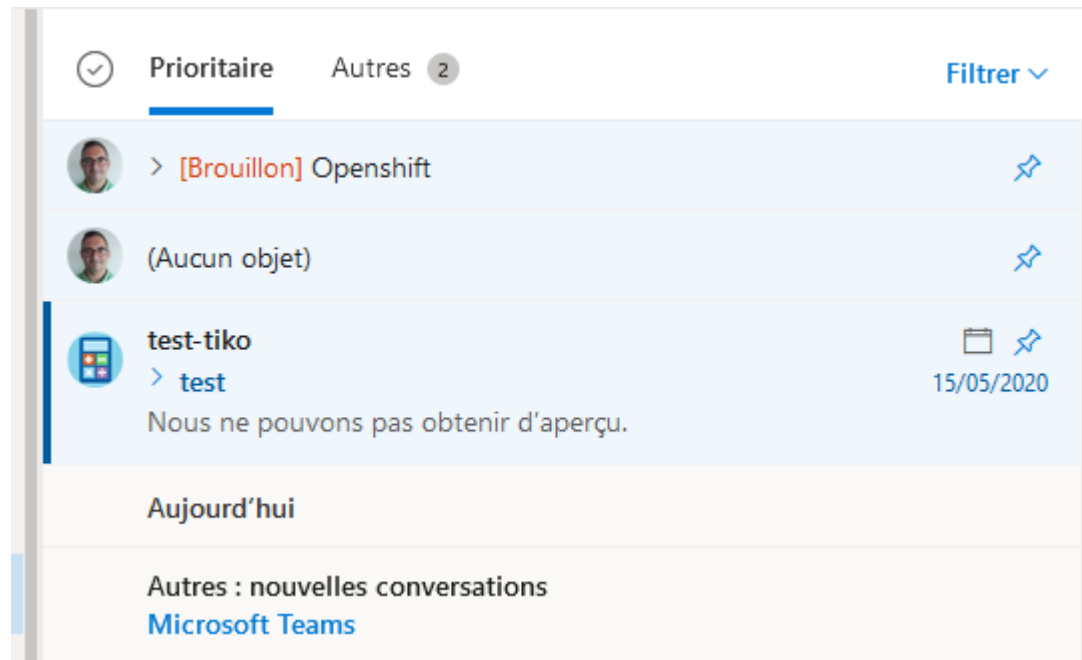 Prioritaire Autres 2 Filtrer
[Brouillon] Openshift
(Aucun objet)
test-tiko
test 15/05/2020
Nous ne pouvons pas obtenir d'aperçu.
Aujourd'hui
Autres : nouvelles conversations
Microsoft Teams